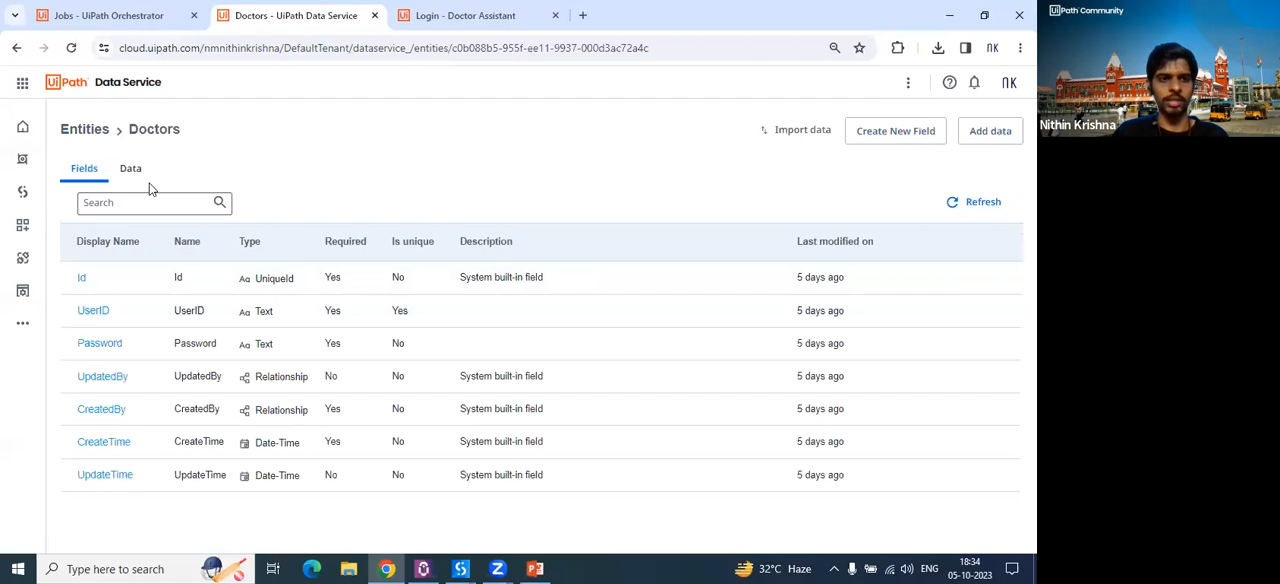 Jobs - UiPath Orchestrator
Doctors - UiPath Data Serv
Login - Doctor Assistant
cloud.uipath.com/nmnithinkrishna/DefaultTenant/dataservice_/entities/c0b088b5-955f-ee11-9937-000d3ac72a4c
NK
UiPath Data Service
NK
Entities > Doctors
Import data
Create New Field
Add data
Fields Data
Search
Refresh
Display Name Name Type Required Is unique Description Last modified on
Id Id Aa UniqueId Yes No System built-in field 5 days ago
UserID UserID Aa Text Yes Yes 5 days ago
Password Password Aa Text Yes No 5 days ago
UpdatedBy UpdatedBy Relationship No No System built-in field 5 days ago
CreatedBy CreatedBy Relationship Yes No System built-in field 5 days ago
CreateTime CreateTime Date-Time Yes No System built-in field 5 days ago
UpdateTime UpdateTime Date-Time No No System built-in field 5 days ago
Type here to search
32°C Haze
ENG
18:34
05-10-2023
UiPath Community
Nithin Krishna